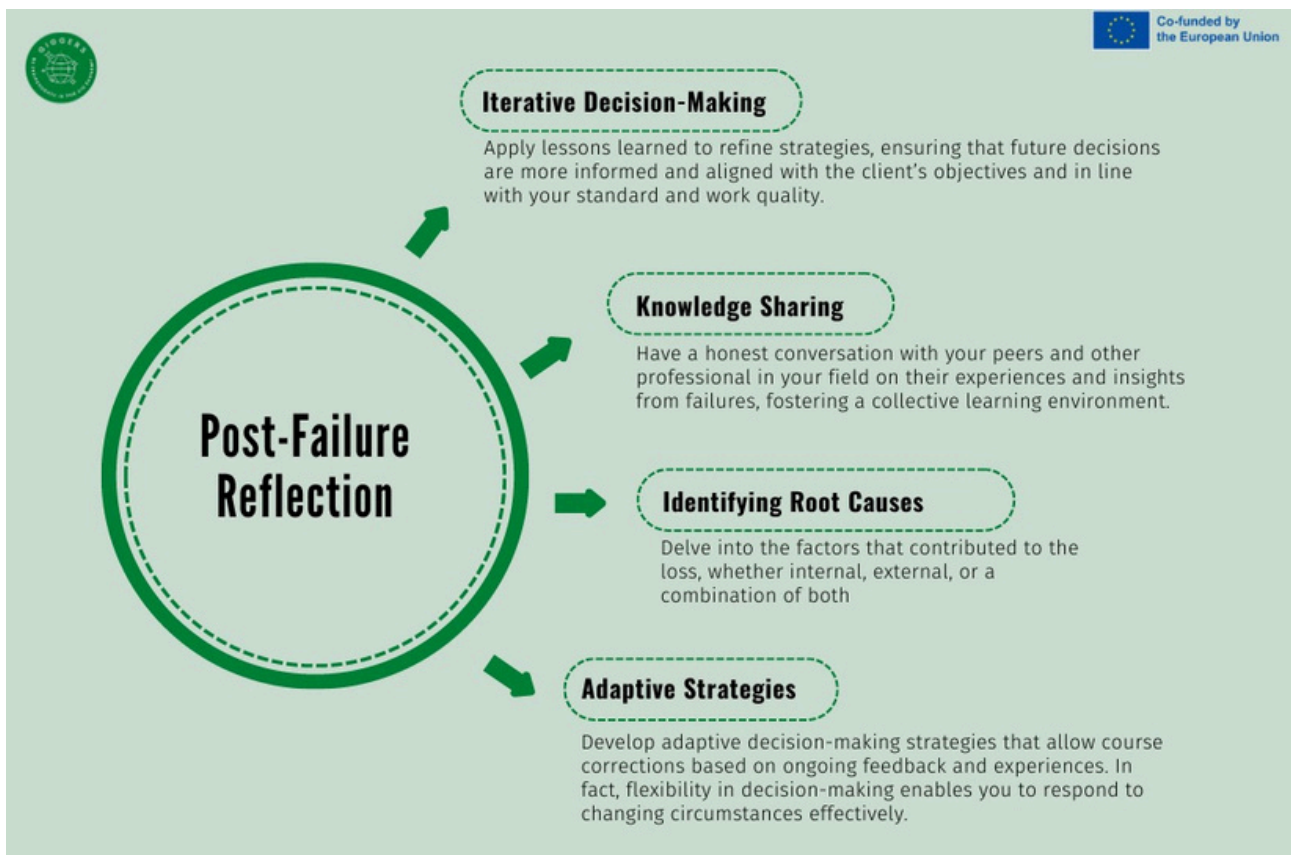 GIGGERS
Co-funded by
the European Union
Iterative Decision-Making
Apply lessons learned to refine strategies, ensuring that future decisions
are more informed and aligned with the client's objectives and in line
with your standard and work quality.
Knowledge Sharing
Have a honest conversation with your peers and other
professional in your field on their experiences and insights
from failures, fostering a collective learning environment.
Post-Failure
Reflection
Identifying Root Causes
Delve into the factors that contributed to the
loss, whether internal, external, or a
combination of both
Adaptive Strategies
Develop adaptive decision-making strategies that allow course
corrections based on ongoing feedback and experiences. In
fact, flexibility in decision-making enables you to respond to
changing circumstances effectively.